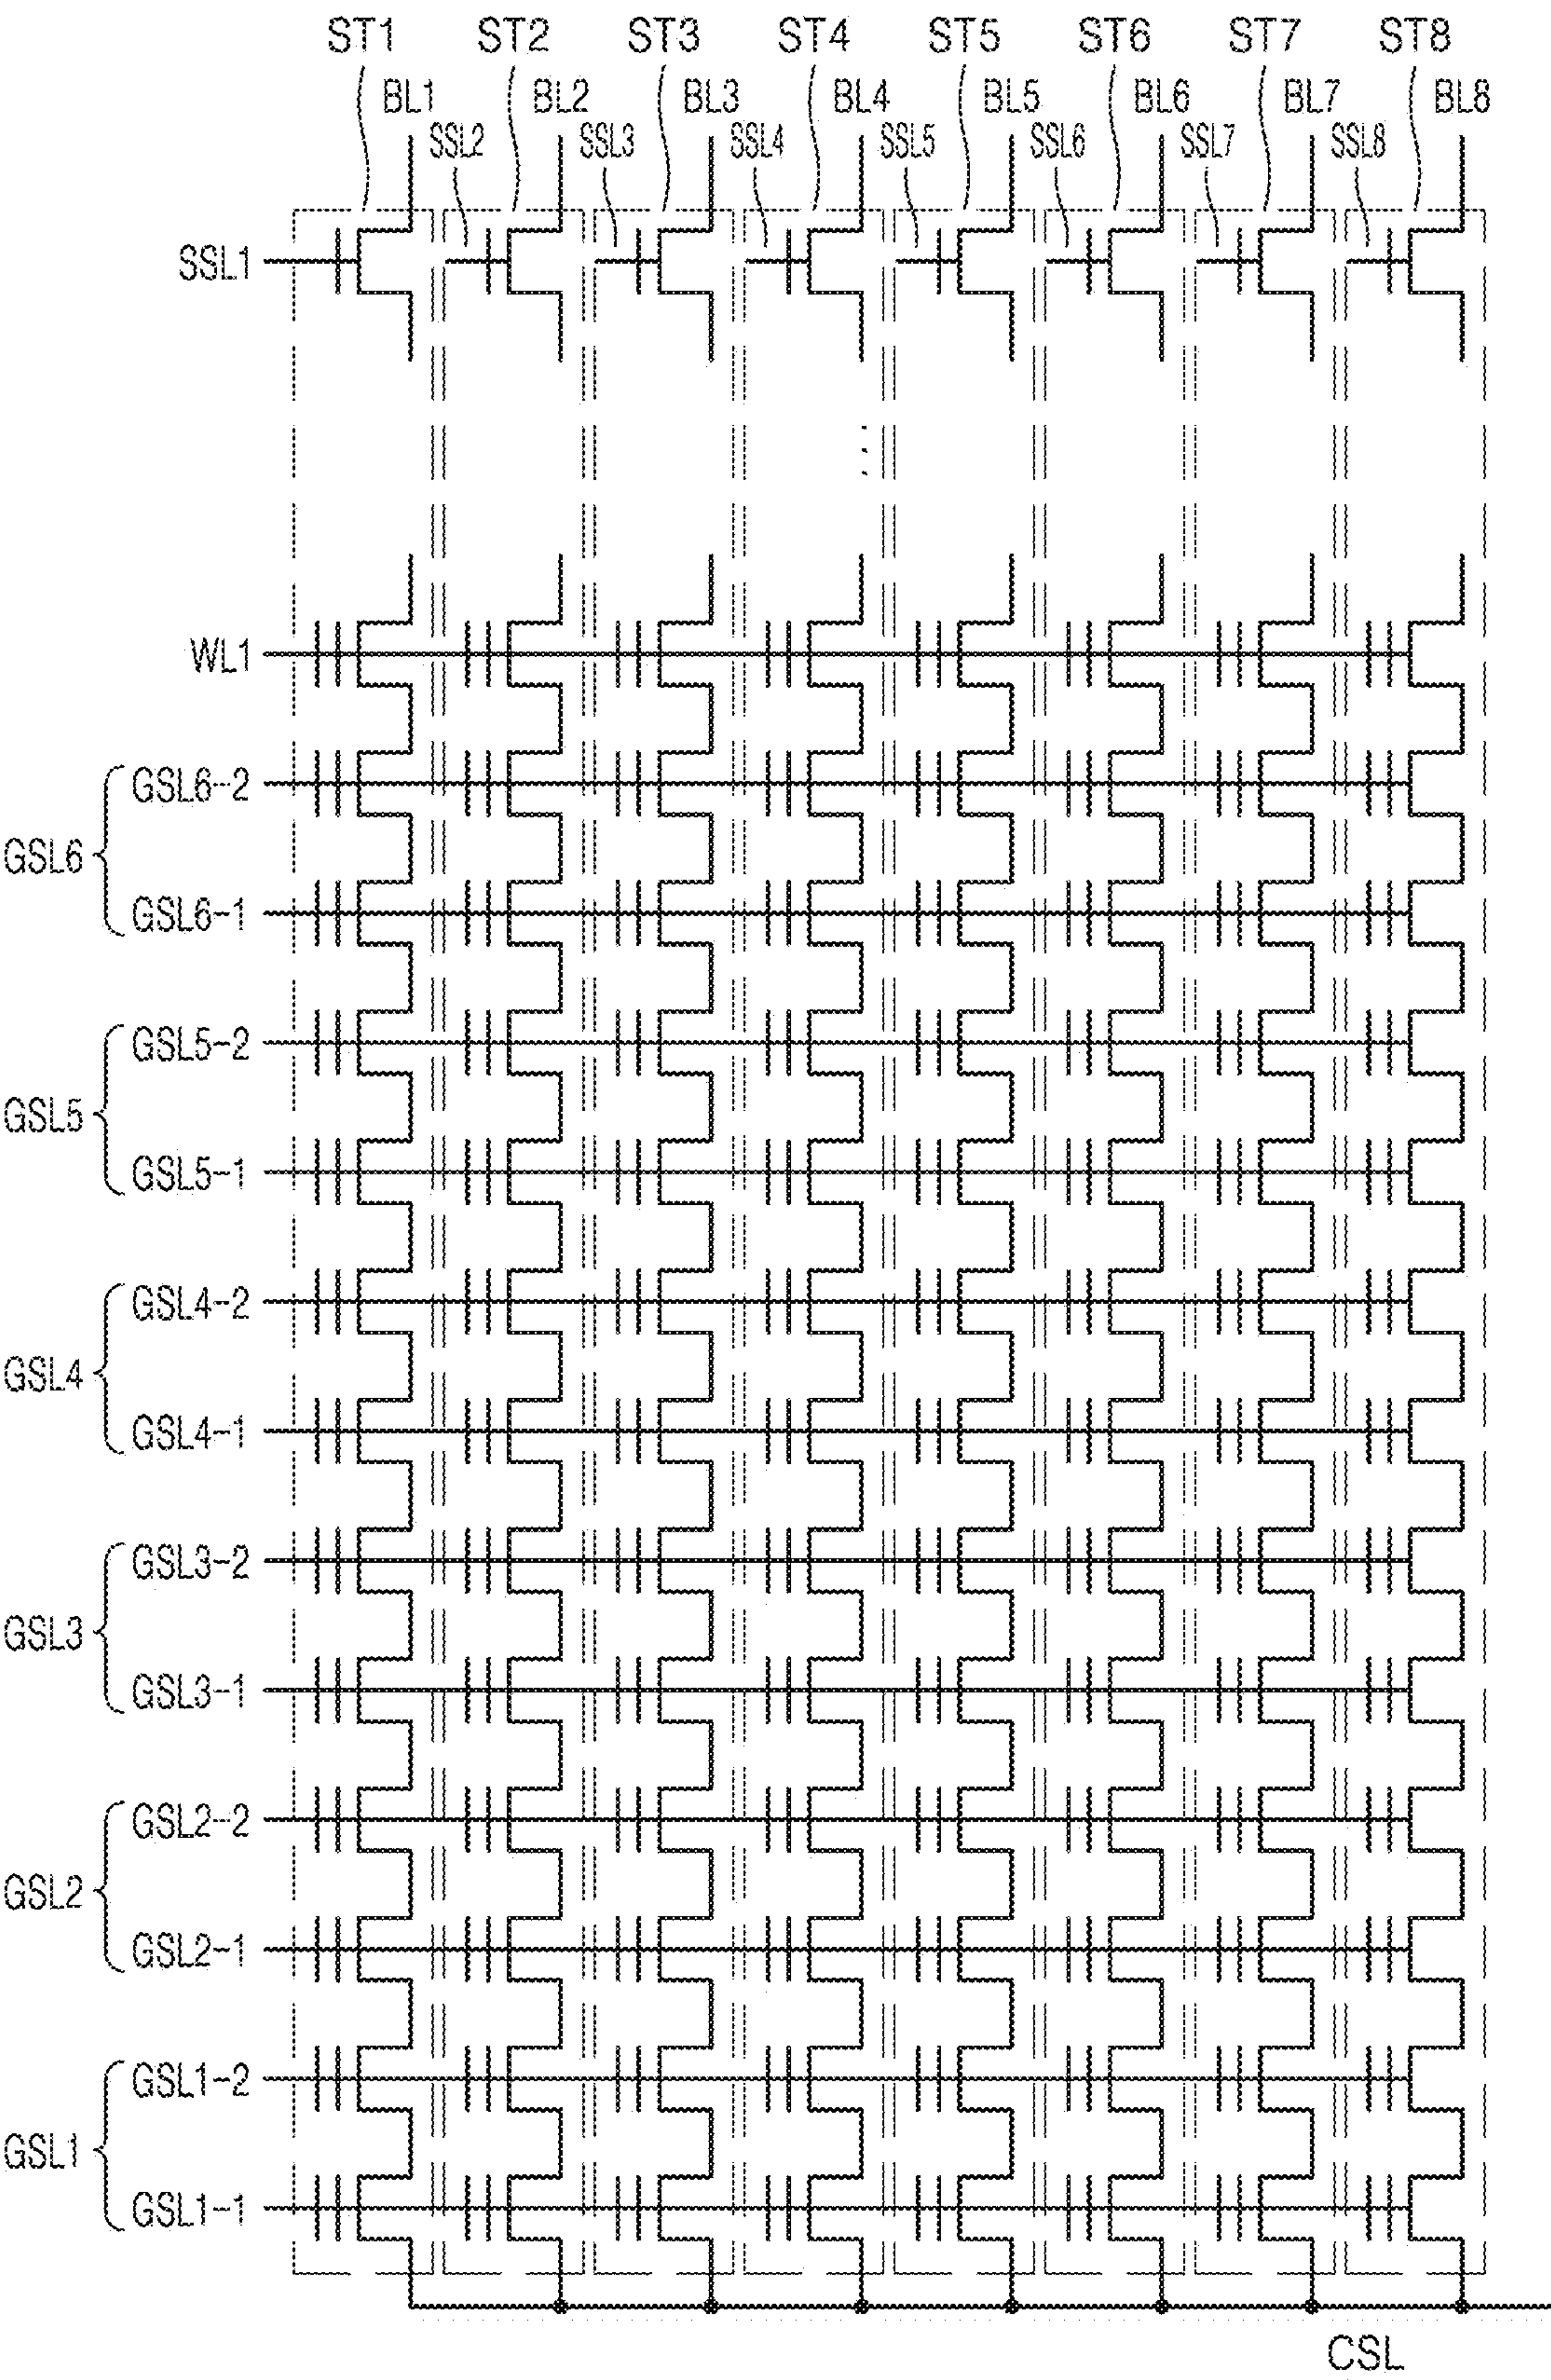 ST1 ST2 ST3 ST4 ST5 ST6 ST7 ST8
BL1 BL2 BL3 BL4 BL5 BL6 BL7 BL8
SSL2 SSL3 SSL4 SSL5 SSL6 SSL7 SSL8
SSL1
WL1
GSL6-2
GSL6
GSL6-1
GSL5-2
GSL5
GSL5-1
GSL4-2
GSL4
GSL4-1
GSL3-2
GSL3
GSL3-1
GSL2-2
GSL2
GSL2-1
GSL1-2
GSL1
GSL1-1
CSL